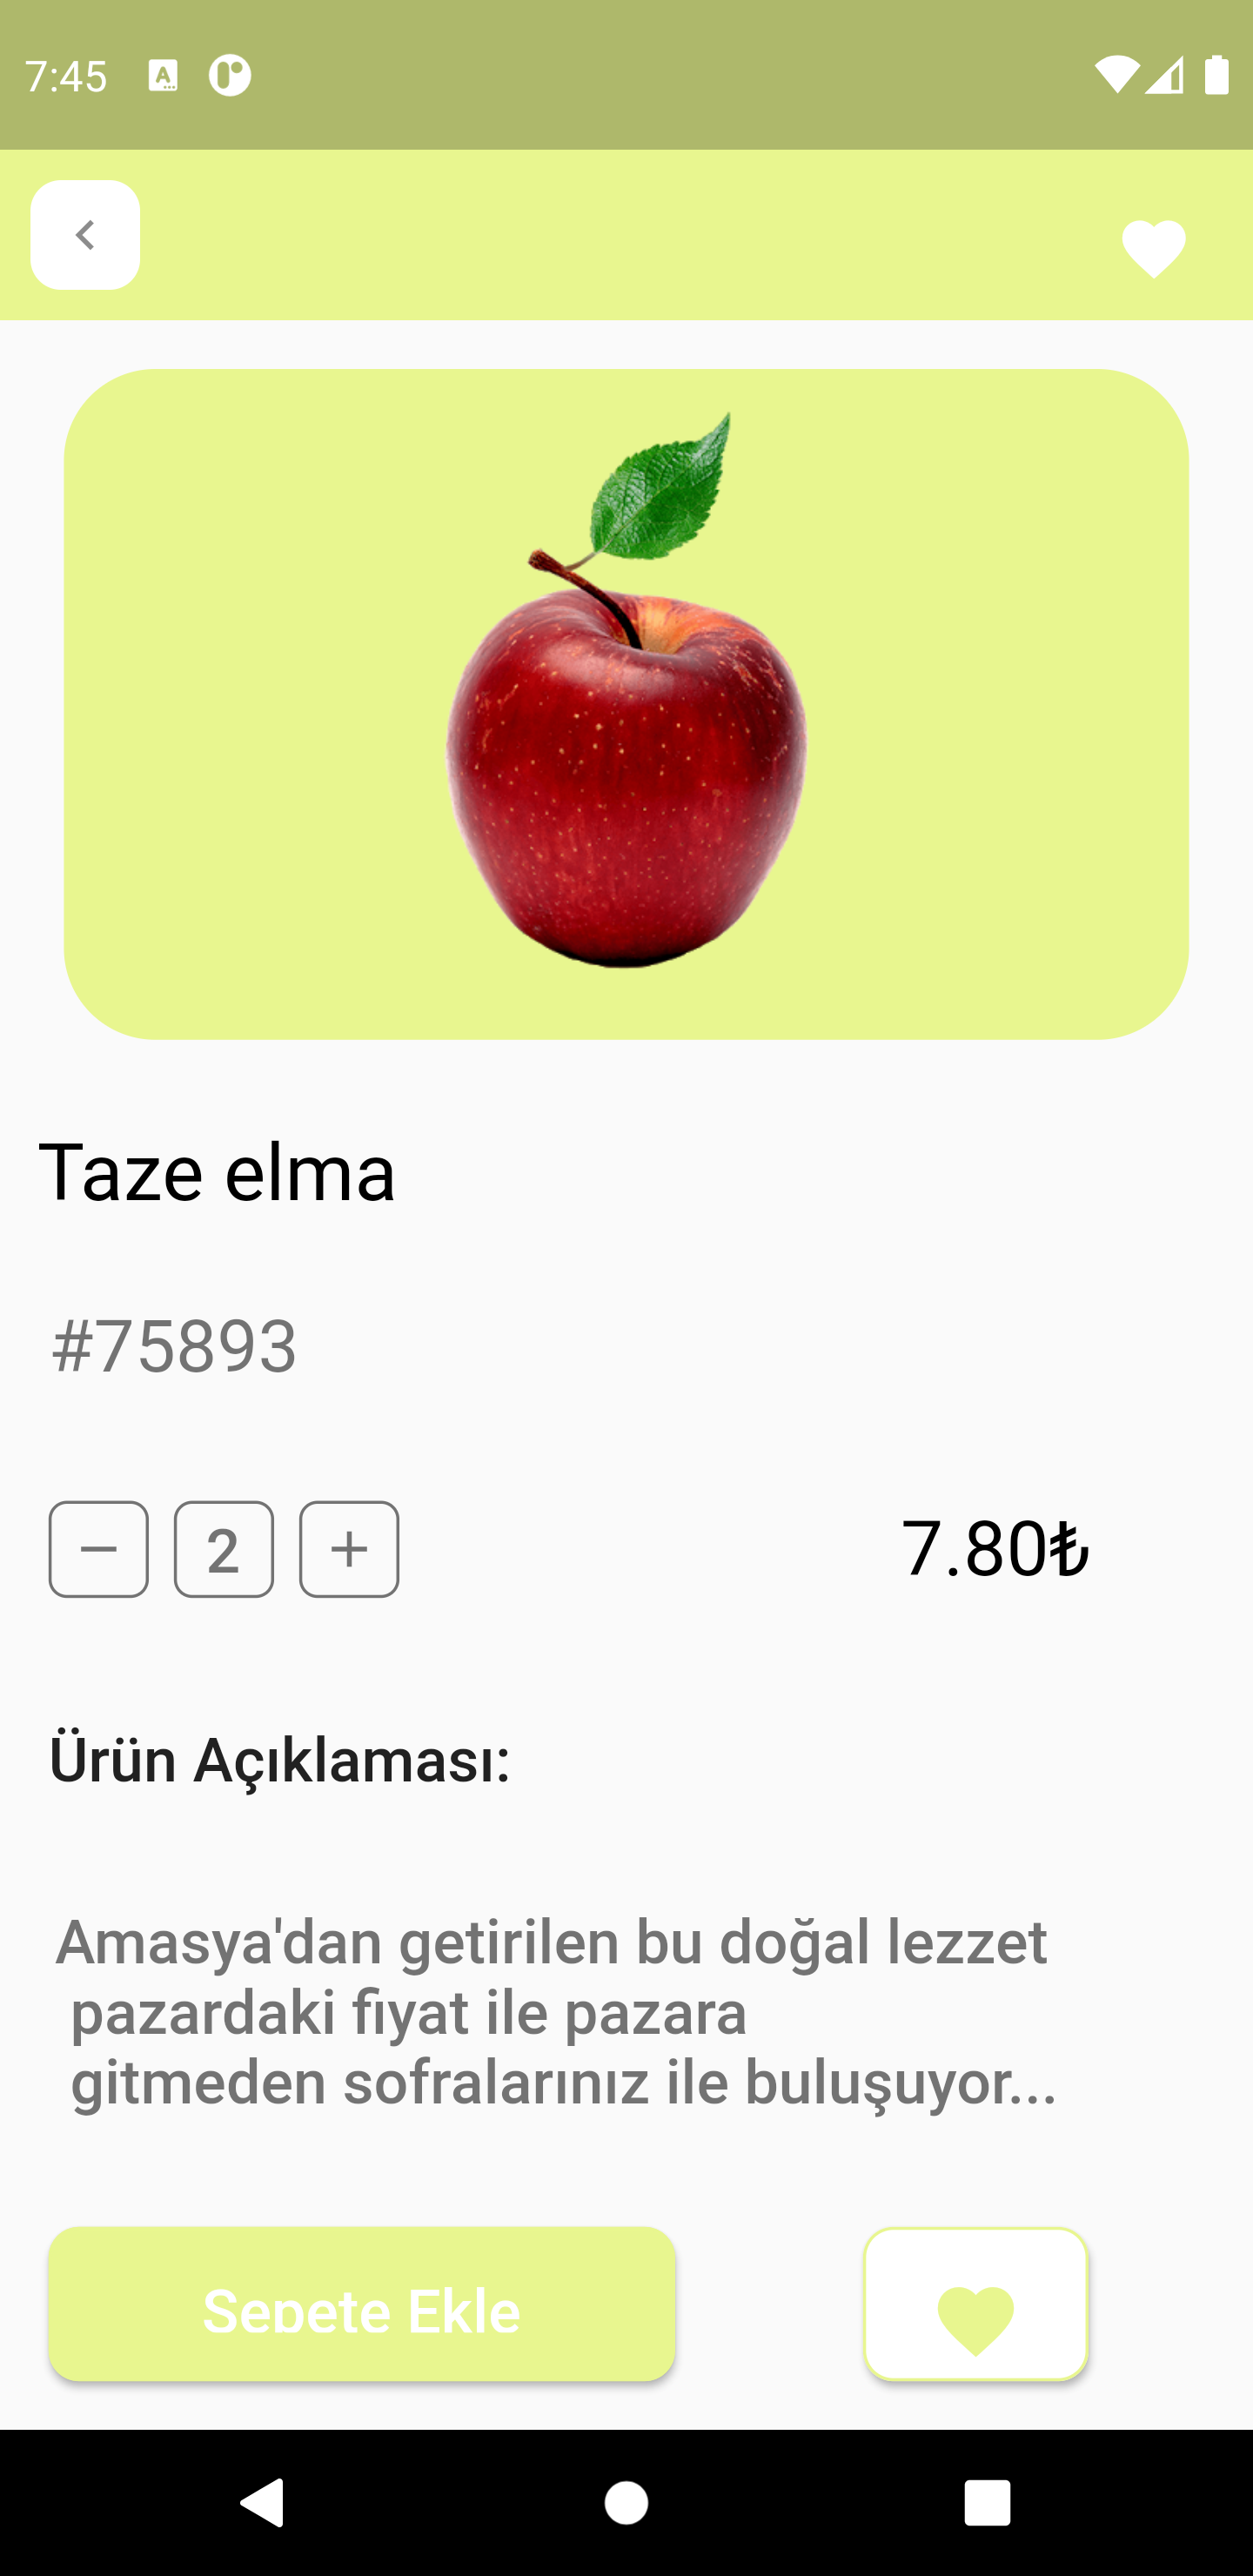 7:45
Taze elma
#75893
2
7.80₺
Ürün Açıklaması:
Amasya'dan getirilen bu doğal lezzet
pazardaki fiyat ile pazara
gitmeden sofralarınız ile buluşuyor...
Sepete Ekle